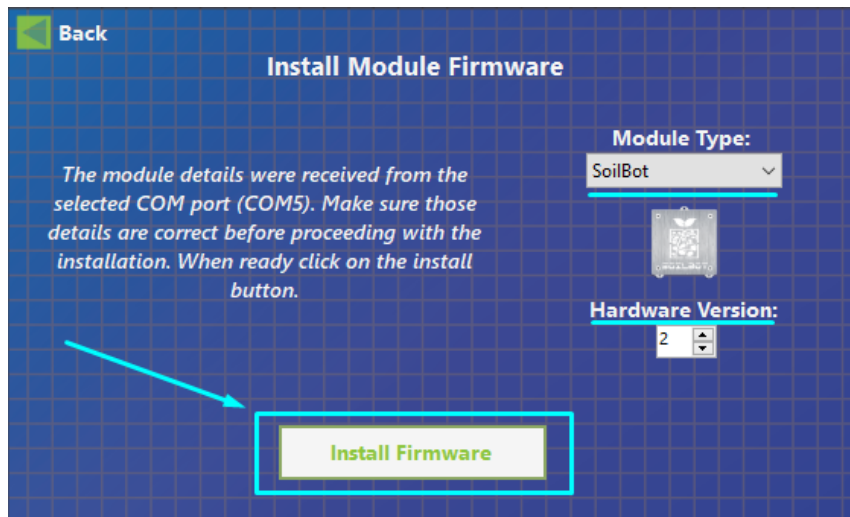 Back
Install Module Firmware
Module Type:
SoilBot
The module details were received from the
selected COM port (COM5). Make sure those
details are correct before proceeding with the
installation. When ready click on the install
button.
SOILBOT
Hardware Version:
2
Install Firmware